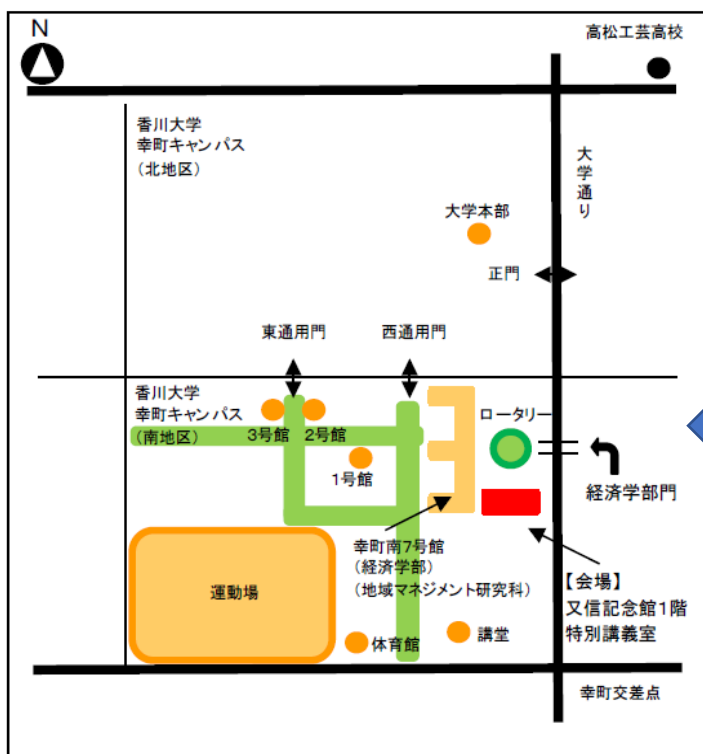 N
高松工芸高校
香川大学
幸町キャンパス
（北地区）
大学通り
大学本部
正門
東通用門
西通用門
香川大学
幸町キャンパス
（南地区）
3号館
2号館
ロータリー
1号館
経済学部門
幸町南7号館
（経済学部）
（地域マネジメント研究科）
【会場】
又信記念館1階
特別講義室
運動場
体育館
講堂
幸町交差点